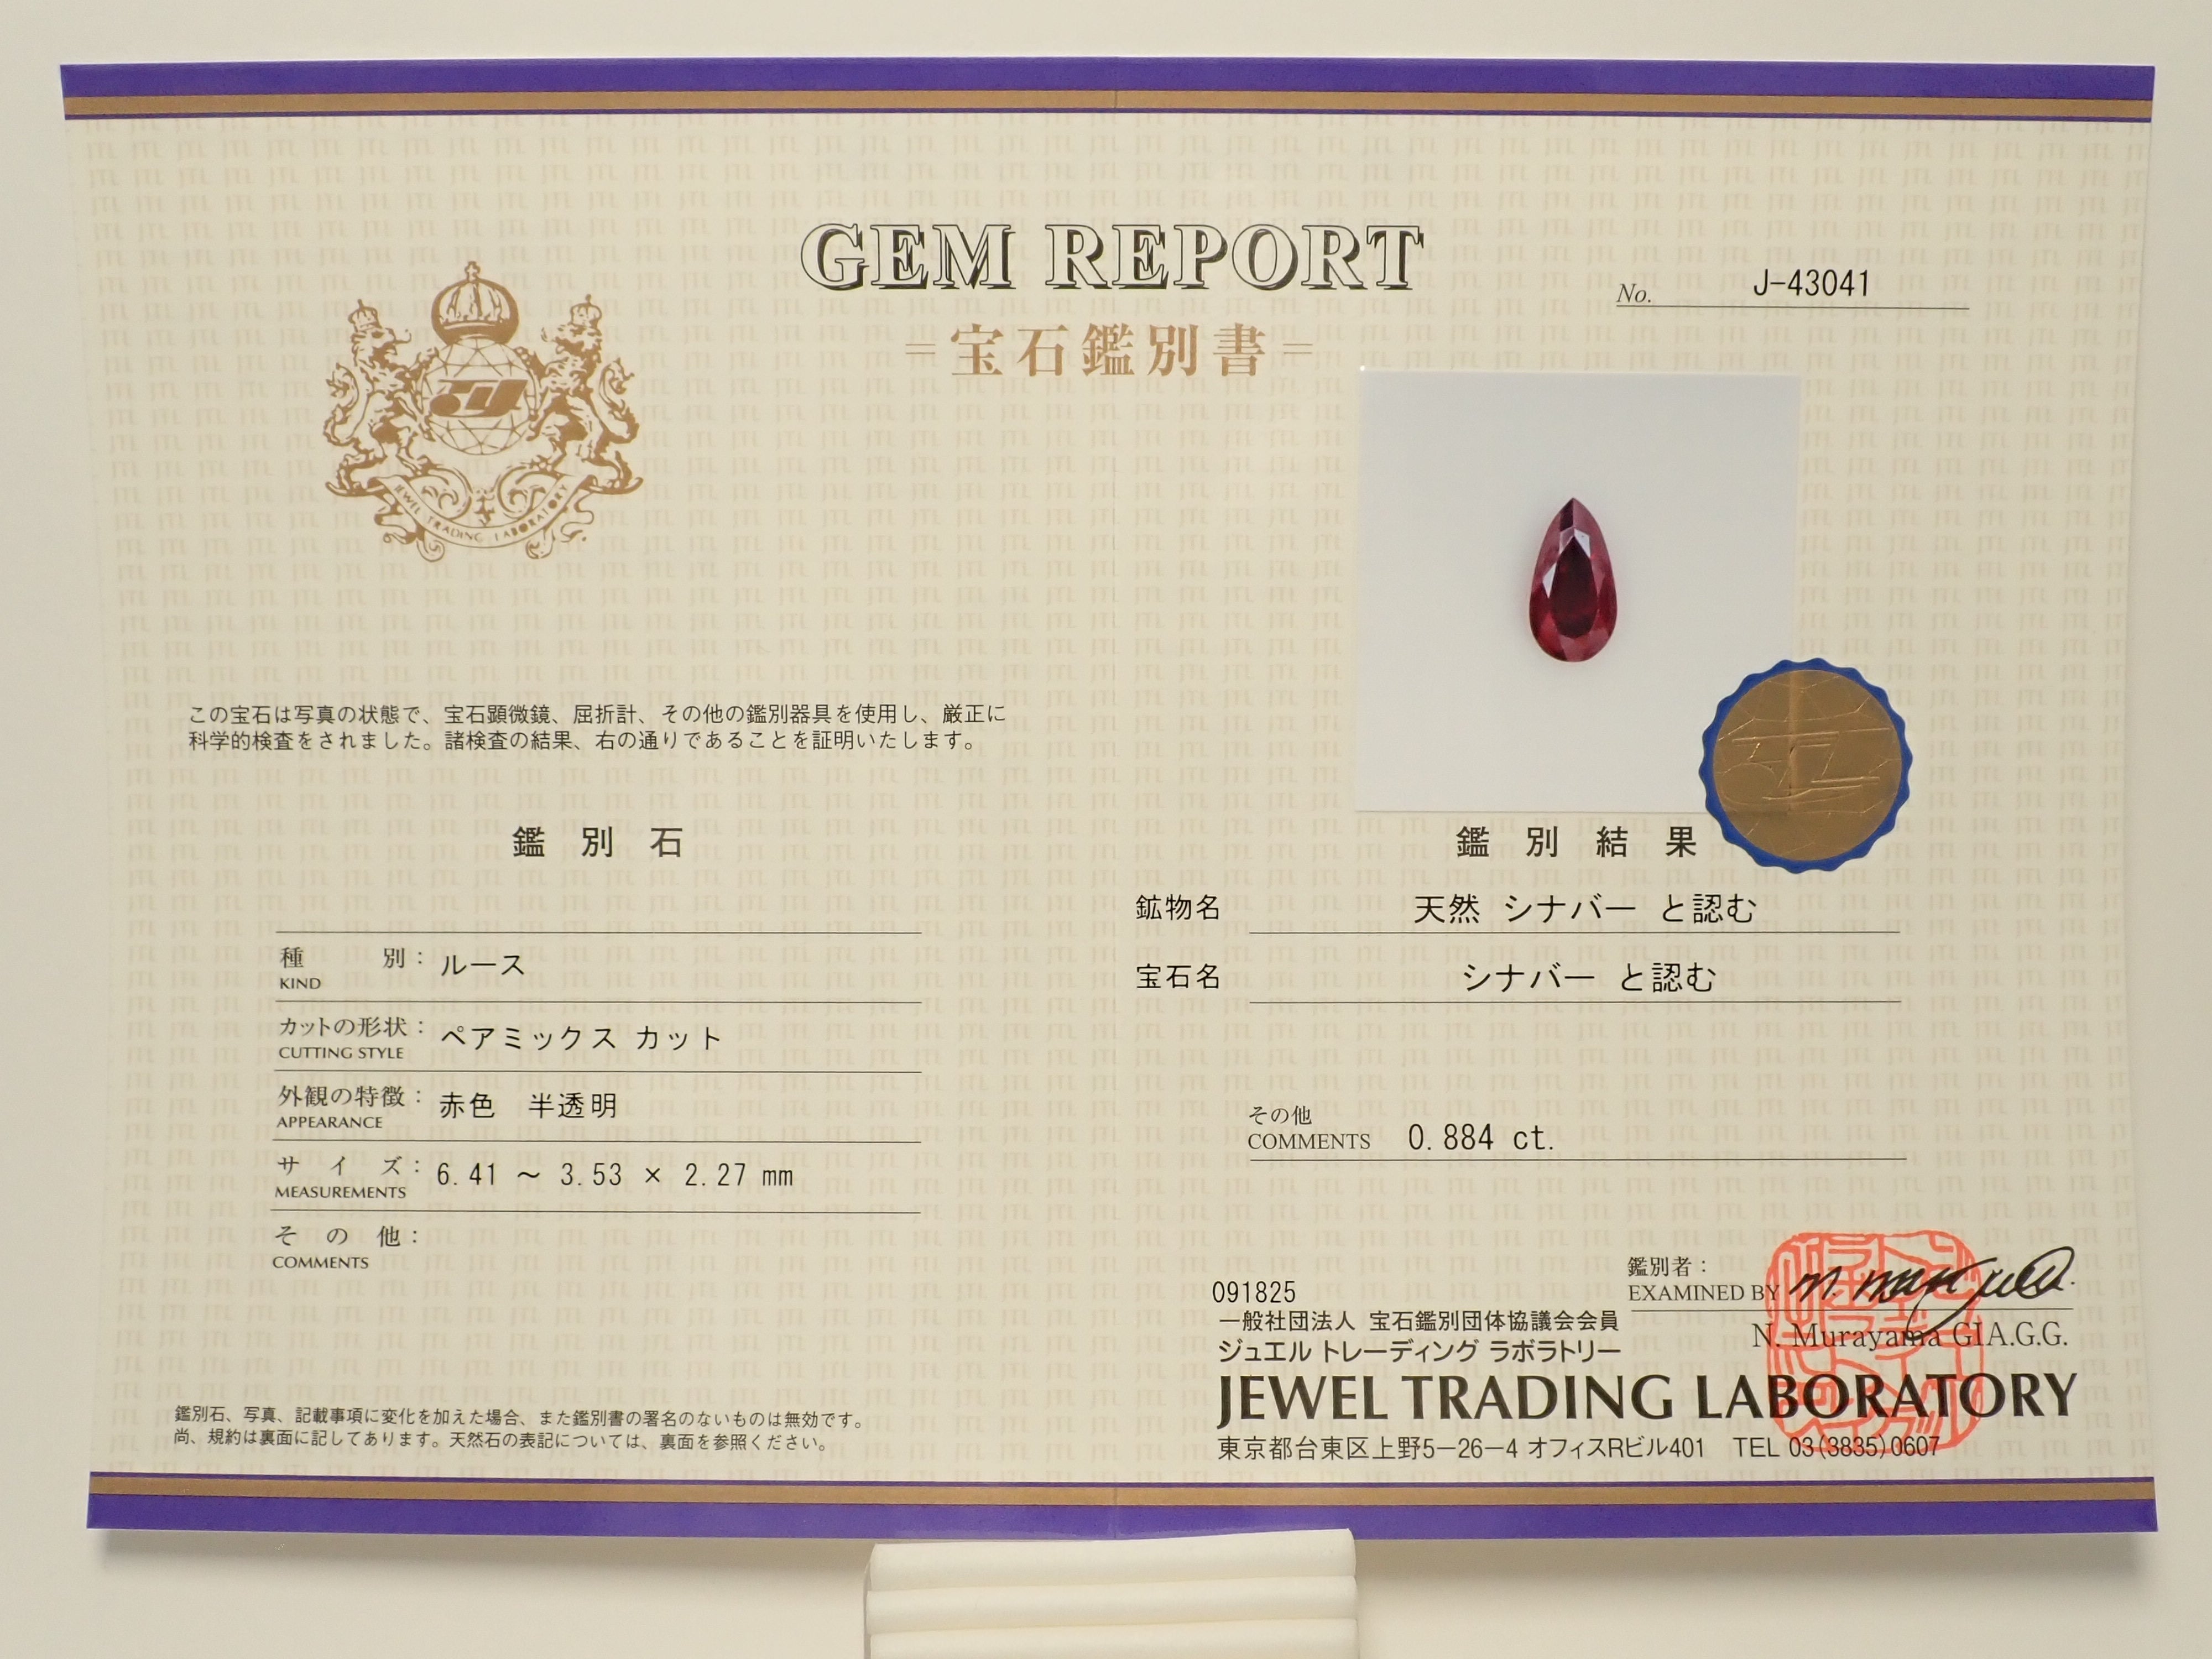 GEM REPORT
=宝石鑑別書=
No. J-43041
JEWEL TRADING LABORATORY
この宝石は写真の状態で、宝石顕微鏡、屈折計、その他の鑑別器具を使用し、厳正に
科学的検査をされました。諸検査の結果、右の通りであることを証明いたします。
鑑別石
種別: ルース
KIND
カットの形状: ペアミックス カット
CUTTING STYLE
外観の特徴: 赤色 半透明
APPEARANCE
サイズ: 6.41 ~ 3.53 × 2.27 mm
MEASUREMENTS
その他:
COMMENTS
鑑別石、写真、記載事項に変化を加えた場合、また鑑別書の署名のないものは無効です。
尚、規約は裏面に記してあります。天然石の表記については、裏面を参照ください。
鑑別結果
鉱物名 天然 シナバー と認む
宝石名 シナバー と認む
その他
COMMENTS 0.884 ct.
鑑別者:
EXAMINED BY
N. Murayama GIA.G.G.
091825
一般社団法人 宝石鑑別団体協議会会員
ジュエル トレーディング ラボラトリー
JEWEL TRADING LABORATORY
東京都台東区上野5-26-4 オフィスRビル401 TEL 03(3835)0607